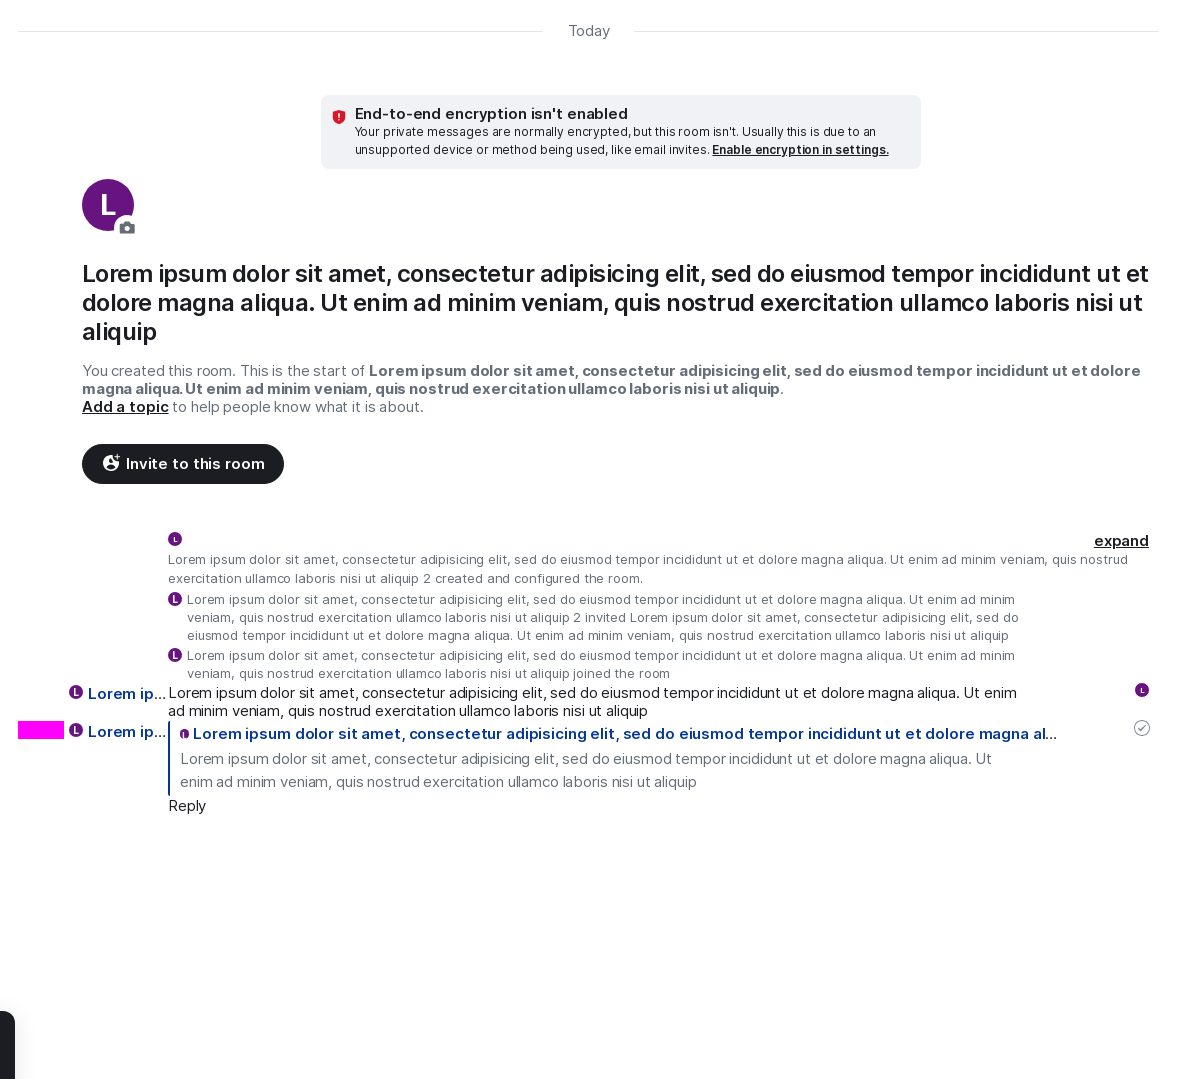 Today
End-to-end encryption isn't enabled
Your private messages are normally encrypted, but this room isn't. Usually this is due to an
unsupported device or method being used, like email invites. Enable encryption in settings.
L
Lorem ipsum dolor sit amet, consectetur adipisicing elit, sed do eiusmod tempor incididunt ut et
dolore magna aliqua. Ut enim ad minim veniam, quis nostrud exercitation ullamco laboris nisi ut
aliquip
You created this room. This is the start of Lorem ipsum dolor sit amet, consectetur adipisicing elit, sed do eiusmod tempor incididunt ut et dolore
magna aliqua. Ut enim ad minim veniam, quis nostrud exercitation ullamco laboris nisi ut aliquip.
Add a topic to help people know what it is about.
Invite to this room
L expand
Lorem ipsum dolor sit amet, consectetur adipisicing elit, sed do eiusmod tempor incididunt ut et dolore magna aliqua. Ut enim ad minim veniam, quis nostrud
exercitation ullamco laboris nisi ut aliquip 2 created and configured the room.
L Lorem ipsum dolor sit amet, consectetur adipisicing elit, sed do eiusmod tempor incididunt ut et dolore magna aliqua. Ut enim ad minim
veniam, quis nostrud exercitation ullamco laboris nisi ut aliquip 2 invited Lorem ipsum dolor sit amet, consectetur adipisicing elit, sed do
eiusmod tempor incididunt ut et dolore magna aliqua. Ut enim ad minim veniam, quis nostrud exercitation ullamco laboris nisi ut aliquip
L Lorem ipsum dolor sit amet, consectetur adipisicing elit, sed do eiusmod tempor incididunt ut et dolore magna aliqua. Ut enim ad minim
veniam, quis nostrud exercitation ullamco laboris nisi ut aliquip joined the room
L Lorem ip... Lorem ipsum dolor sit amet, consectetur adipisicing elit, sed do eiusmod tempor incididunt ut et dolore magna aliqua. Ut enim L
ad minim veniam, quis nostrud exercitation ullamco laboris nisi ut aliquip
L Lorem ip... L Lorem ipsum dolor sit amet, consectetur adipisicing elit, sed do eiusmod tempor incididunt ut et dolore magna al...
Lorem ipsum dolor sit amet, consectetur adipisicing elit, sed do eiusmod tempor incididunt ut et dolore magna aliqua. Ut
enim ad minim veniam, quis nostrud exercitation ullamco laboris nisi ut aliquip
Reply